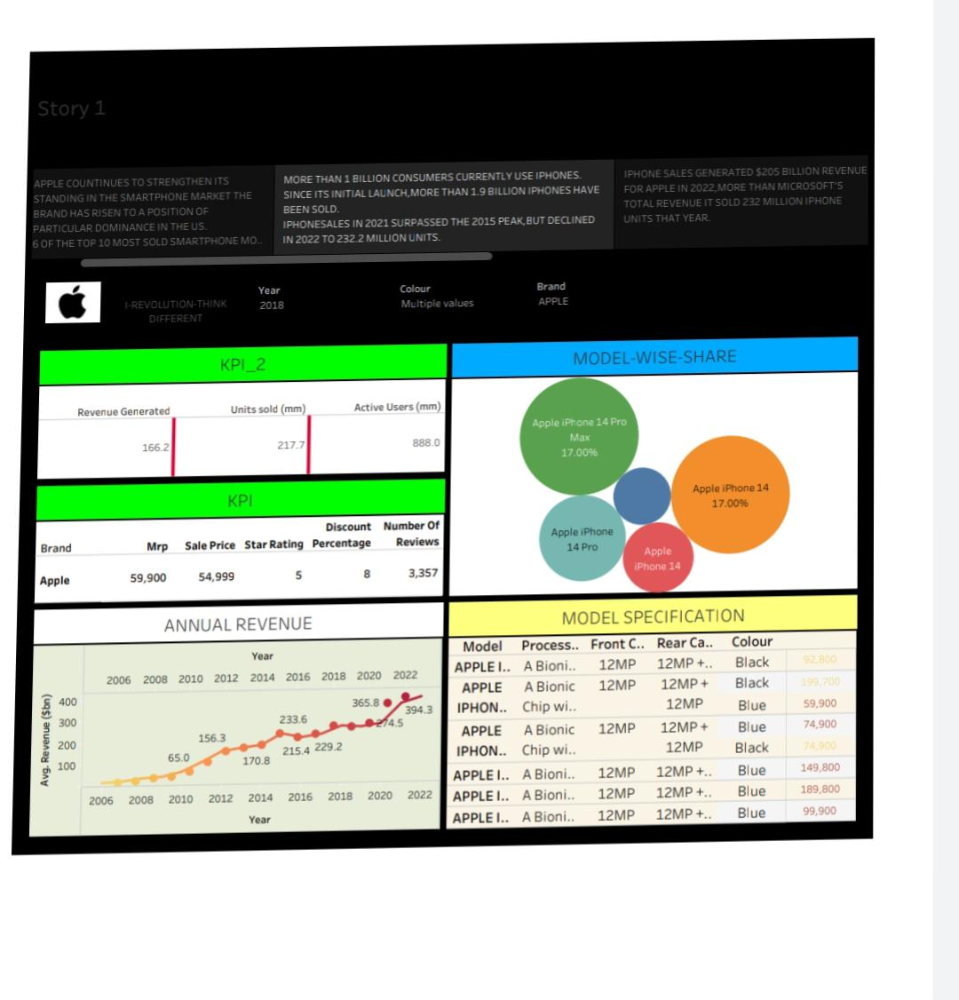 Story 1
APPLE COUNTINUES TO STRENGTHEN ITS
STANDING IN THE SMARTPHONE MARKET THE
BRAND HAS RISEN TO A POSITION OF
PARTICULAR DOMINANCE IN THE US.
6 OF THE TOP 10 MOST SOLD SMARTPHONE MO..
MORE THAN 1 BILLION CONSUMERS CURRENTLY USE IPHONES.
SINCE ITS INITIAL LAUNCH,MORE THAN 1.9 BILLION IPHONES HAVE
BEEN SOLD.
IPHONESALES IN 2021 SURPASSED THE 2015 PEAK,BUT DECLINED
IN 2022 TO 232.2 MILLION UNITS.
IPHONE SALES GENERATED $205 BILLION REVENUE
FOR APPLE IN 2022,MORE THAN MICROSOFT'S
TOTAL REVENUE IT SOLD 232 MILLION IPHONE
UNITS THAT YEAR.
I-REVOLUTION-THINK
DIFFERENT
Year
2018
Colour
Multiple values
Brand
APPLE
KPI_2
Revenue Generated Units sold (mm) Active Users (mm)
166.2 217.7 888.0
KPI
Brand Mrp Sale Price Star Rating Discount Percentage Number Of Reviews
Apple 59,900 54,999 5 8 3,357
MODEL-WISE-SHARE
Apple iPhone 14 Pro
Max
17.00%
Apple iPhone 14
17.00%
Apple iPhone
14 Pro
Apple
iPhone 14
ANNUAL REVENUE
Year
2006 2008 2010 2012 2014 2016 2018 2020 2022
Avg. Revenue ($bn)
400
300
200
100
65.0
156.3
170.8
233.6
215.4
229.2
365.8
274.5
394.3
2006 2008 2010 2012 2014 2016 2018 2020 2022
Year
MODEL SPECIFICATION
Model Process.. Front C.. Rear Ca.. Colour
APPLE I.. A Bioni.. 12MP 12MP +.. Black 92,800
APPLE A Bionic 12MP 12MP + Black 199,700
IPHON.. Chip wi.. 12MP Blue 59,900
APPLE A Bionic 12MP 12MP + Blue 74,900
IPHON.. Chip wi.. 12MP Black 74,900
APPLE I.. A Bioni.. 12MP 12MP +.. Blue 149,800
APPLE I.. A Bioni.. 12MP 12MP +.. Blue 189,800
APPLE I.. A Bioni.. 12MP 12MP +.. Blue 99,900